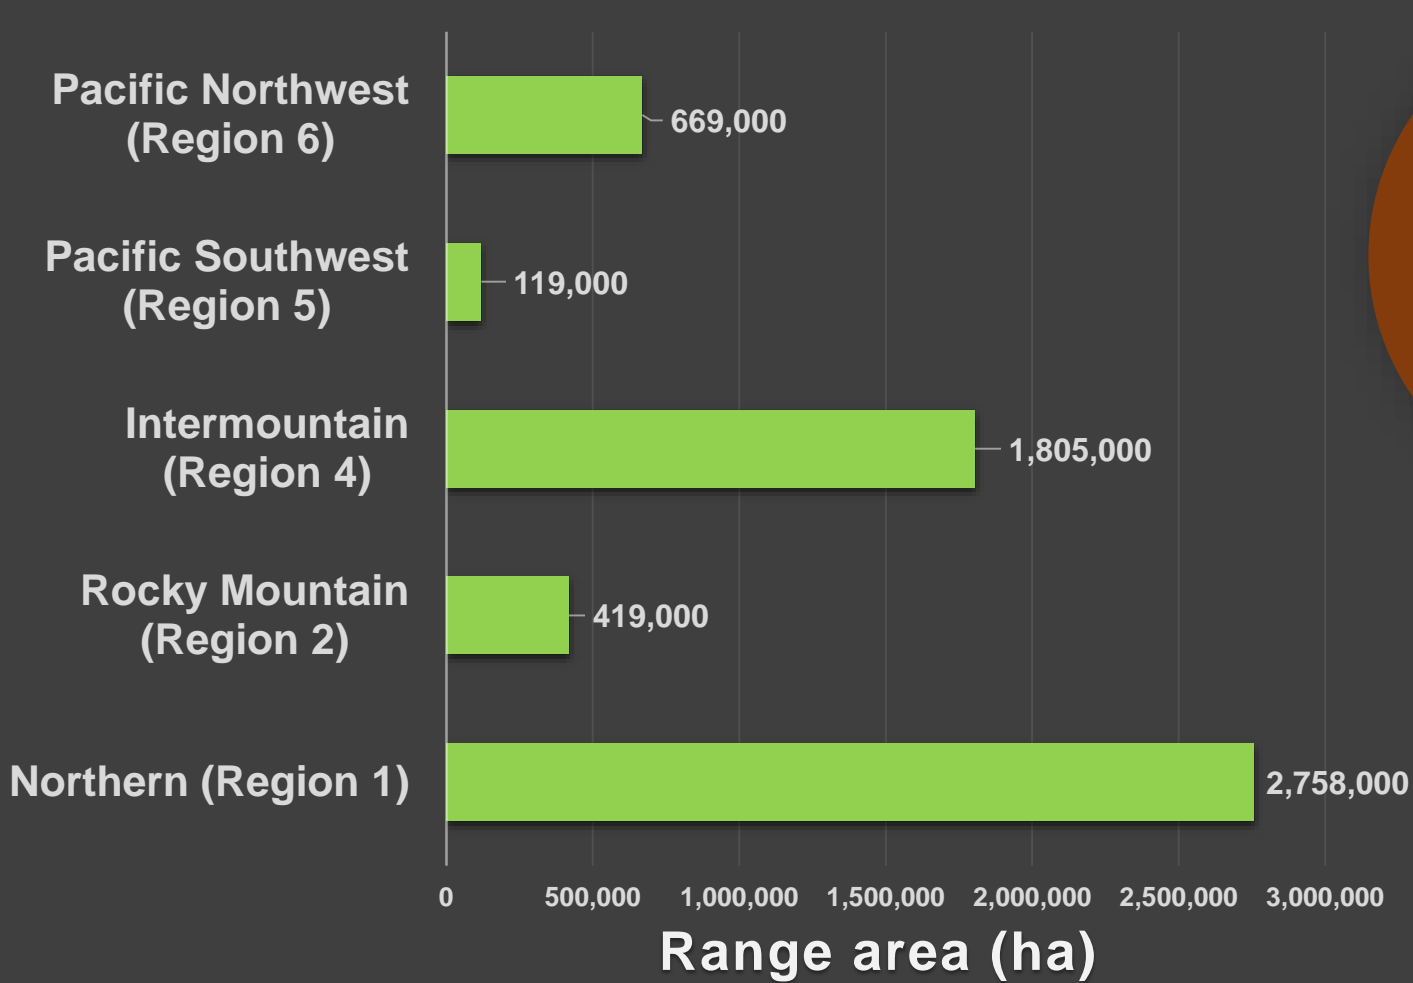 Pacific Northwest
(Region 6)
669,000
Pacific Southwest
(Region 5)
119,000
Intermountain
(Region 4)
1,805,000
Rocky Mountain
(Region 2)
419,000
Northern (Region 1)
2,758,000
0 500,000 1,000,000 1,500,000 2,000,000 2,500,000 3,000,000
Range area (ha)